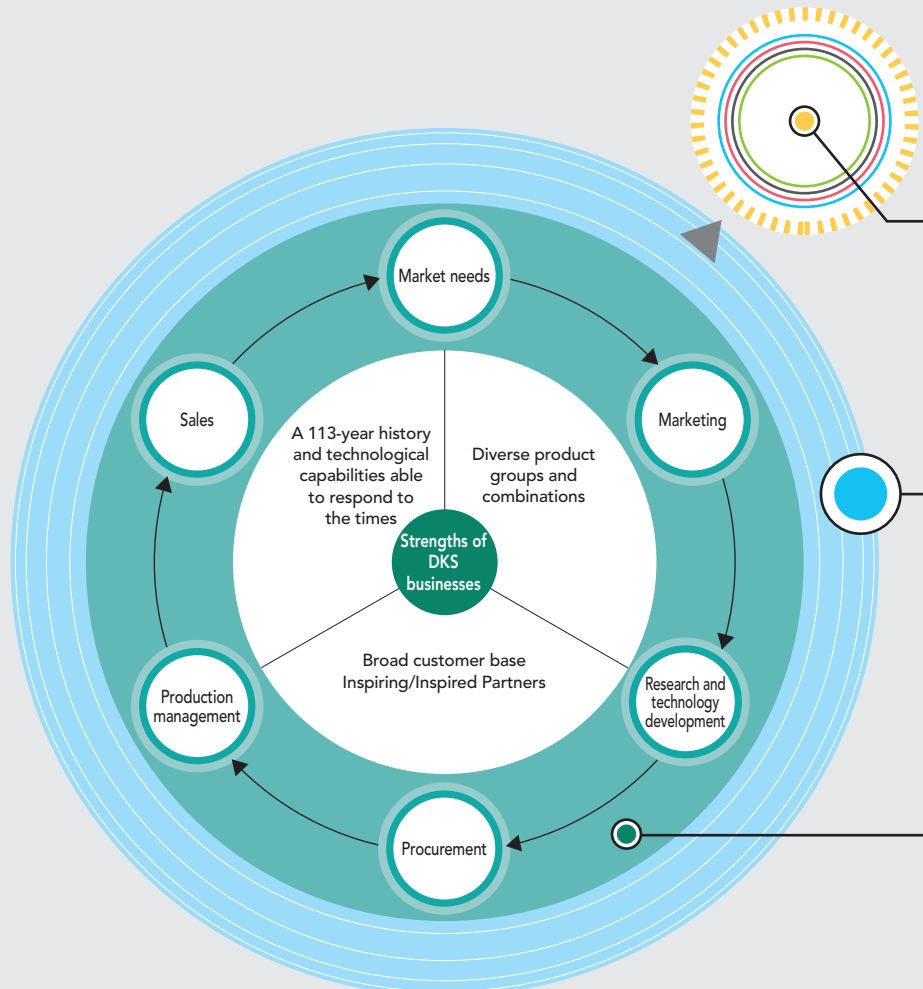 Market needs
Marketing
Research and
technology
development
Procurement
Production
management
Sales
A 113-year history
and technological
capabilities able
to respond to
the times
Diverse product
groups and
combinations
Strengths of
DKS
businesses
Broad customer base
Inspiring/Inspired Partners